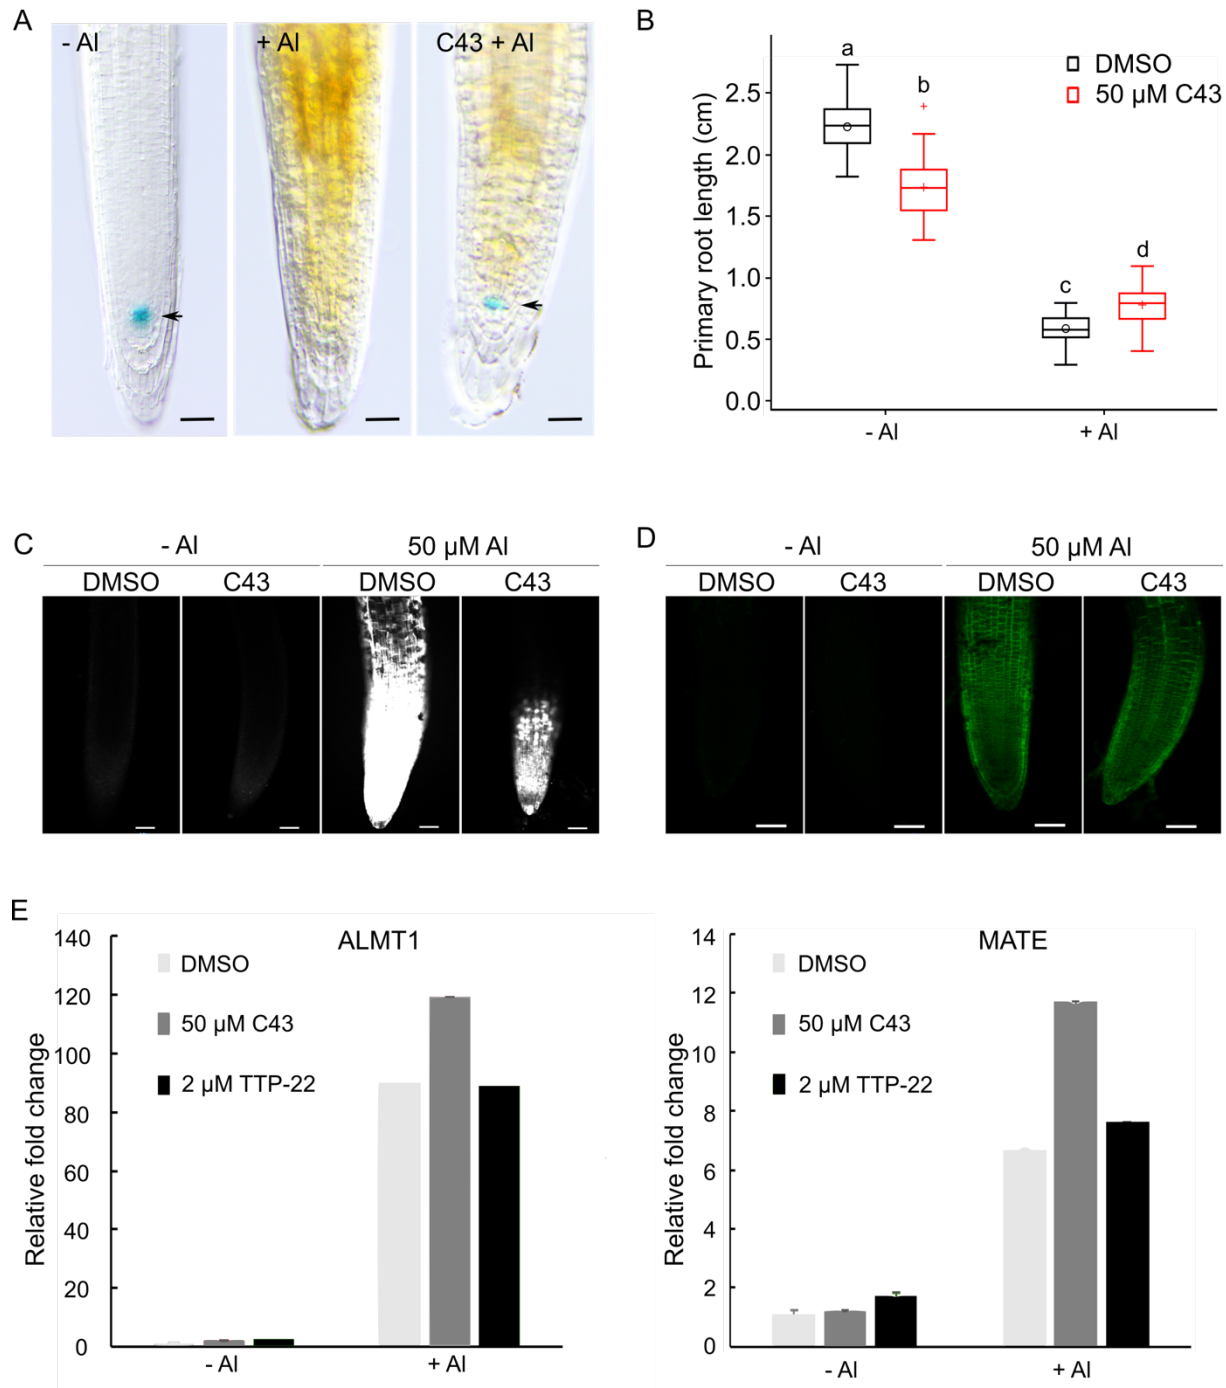 A
- Al
+ Al
C43 + Al
B
Primary root length (cm)
2.5
2.0
1.5
1.0
0.5
0.0
a
b
c
d
DMSO
50 µM C43
- Al
+ Al
C
- Al
50 µM Al
DMSO
C43
DMSO
C43
D
- Al
50 µM Al
DMSO
C43
DMSO
C43
E
Relative fold change
140
120
100
80
60
40
20
0
ALMT1
DMSO
50 µM C43
2 µM TTP-22
- Al
+ Al
Relative fold change
14
12
10
8
6
4
2
0
MATE
DMSO
50 µM C43
2 µM TTP-22
- Al
+ Al